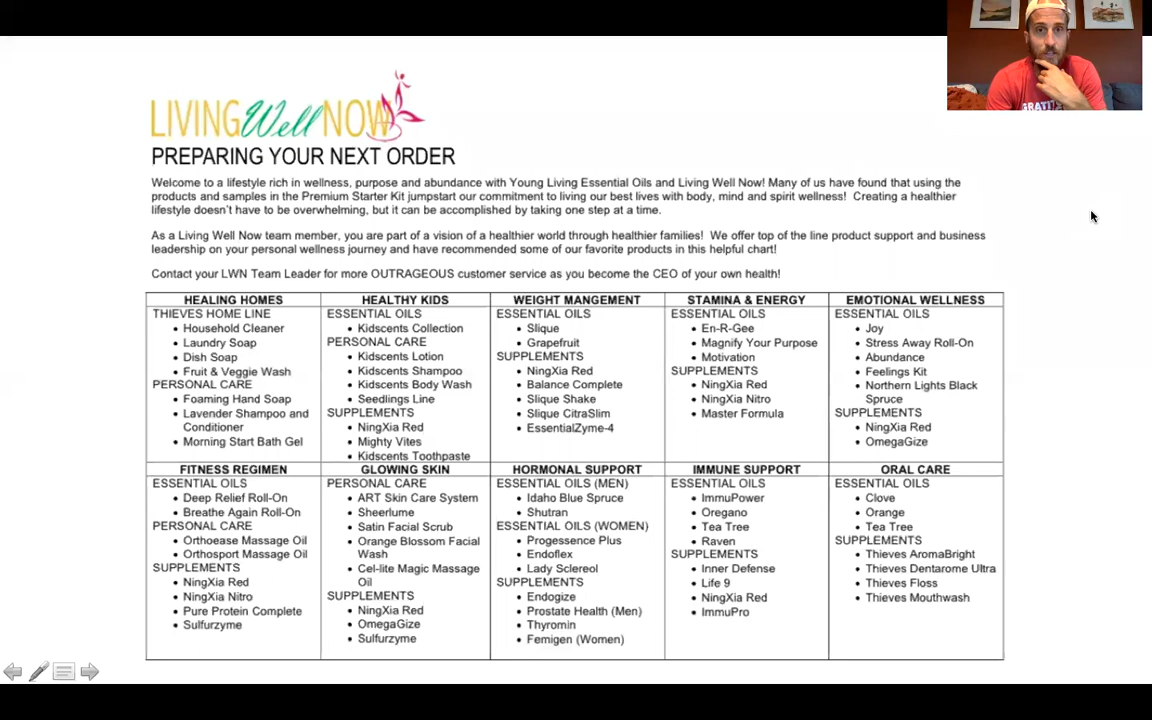 GRATIT
LIVING Well NOW
PREPARING YOUR NEXT ORDER
Welcome to a lifestyle rich in wellness, purpose and abundance with Young Living Essential Oils and Living Well Now! Many of us have found that using the
products and samples in the Premium Starter Kit jumpstart our commitment to living our best lives with body, mind and spirit wellness! Creating a healthier
lifestyle doesn't have to be overwhelming, but it can be accomplished by taking one step at a time.
As a Living Well Now team member, you are part of a vision of a healthier world through healthier families! We offer top of the line product support and business
leadership on your personal wellness journey and have recommended some of our favorite products in this helpful chart!
Contact your LWN Team Leader for more OUTRAGEOUS customer service as you become the CEO of your own health!
HEALING HOMES
THIEVES HOME LINE
• Household Cleaner
• Laundry Soap
• Dish Soap
• Fruit & Veggie Wash
PERSONAL CARE
• Foaming Hand Soap
• Lavender Shampoo and
Conditioner
• Morning Start Bath Gel
HEALTHY KIDS
ESSENTIAL OILS
• Kidscents Collection
PERSONAL CARE
• Kidscents Lotion
• Kidscents Shampoo
• Kidscents Body Wash
• Seedlings Line
SUPPLEMENTS
• NingXia Red
• Mighty Vites
• Kidscents Toothpaste
WEIGHT MANGEMENT
ESSENTIAL OILS
• Slique
• Grapefruit
SUPPLEMENTS
• NingXia Red
• Balance Complete
• Slique Shake
• Slique CitraSlim
• EssentialZyme-4
STAMINA & ENERGY
ESSENTIAL OILS
• En-R-Gee
• Magnify Your Purpose
• Motivation
SUPPLEMENTS
• NingXia Red
• NingXia Nitro
• Master Formula
EMOTIONAL WELLNESS
ESSENTIAL OILS
• Joy
• Stress Away Roll-On
• Abundance
• Feelings Kit
• Northern Lights Black
Spruce
SUPPLEMENTS
• NingXia Red
• OmegaGize
FITNESS REGIMEN
ESSENTIAL OILS
• Deep Relief Roll-On
• Breathe Again Roll-On
PERSONAL CARE
• Orthoease Massage Oil
• Orthosport Massage Oil
SUPPLEMENTS
• NingXia Red
• NingXia Nitro
• Pure Protein Complete
• Sulfurzyme
GLOWING SKIN
PERSONAL CARE
• ART Skin Care System
• Sheerlume
• Satin Facial Scrub
• Orange Blossom Facial
Wash
• Cel-lite Magic Massage
Oil
SUPPLEMENTS
• NingXia Red
• OmegaGize
• Sulfurzyme
HORMONAL SUPPORT
ESSENTIAL OILS (MEN)
• Idaho Blue Spruce
• Shutran
ESSENTIAL OILS (WOMEN)
• Progessence Plus
• Endoflex
• Lady Sclereol
SUPPLEMENTS
• Endogize
• Prostate Health (Men)
• Thyromin
• Femigen (Women)
IMMUNE SUPPORT
ESSENTIAL OILS
• ImmuPower
• Oregano
• Tea Tree
• Raven
SUPPLEMENTS
• Inner Defense
• Life 9
• NingXia Red
• ImmuPro
ORAL CARE
ESSENTIAL OILS
• Clove
• Orange
• Tea Tree
SUPPLEMENTS
• Thieves AromaBright
• Thieves Dentarome Ultra
• Thieves Floss
• Thieves Mouthwash